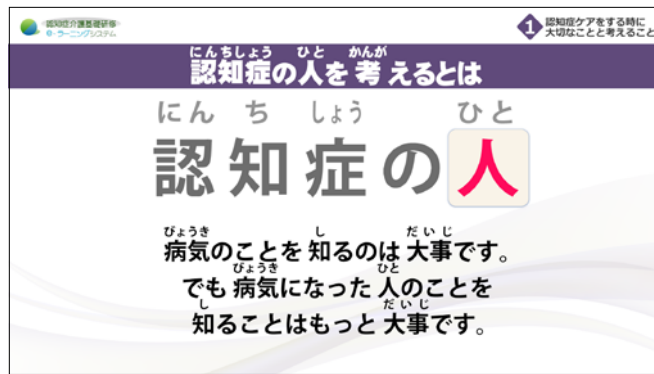 認知症介護基礎研修
e-ラーニングシステム
1 認知症ケアをする時に
大切なことと考えること
にんちしょう ひと かんが
認知症の人を考えるとは
にんちしょう ひと
認知症の人
びょうき し だいじ
病気のことを知るのは大事です。
びょうき ひと
でも病気になった人のことを
し だいじ
知ることはもっと大事です。